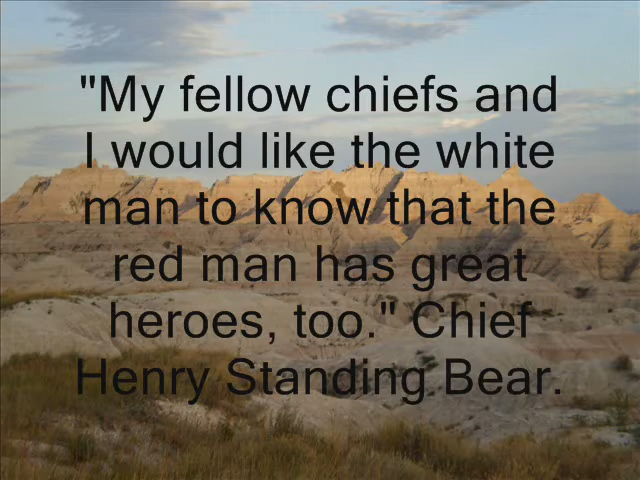 "My fellow chiefs and
I would like the white
man to know that the
red man has great
heroes, too." Chief
Henry Standing Bear.